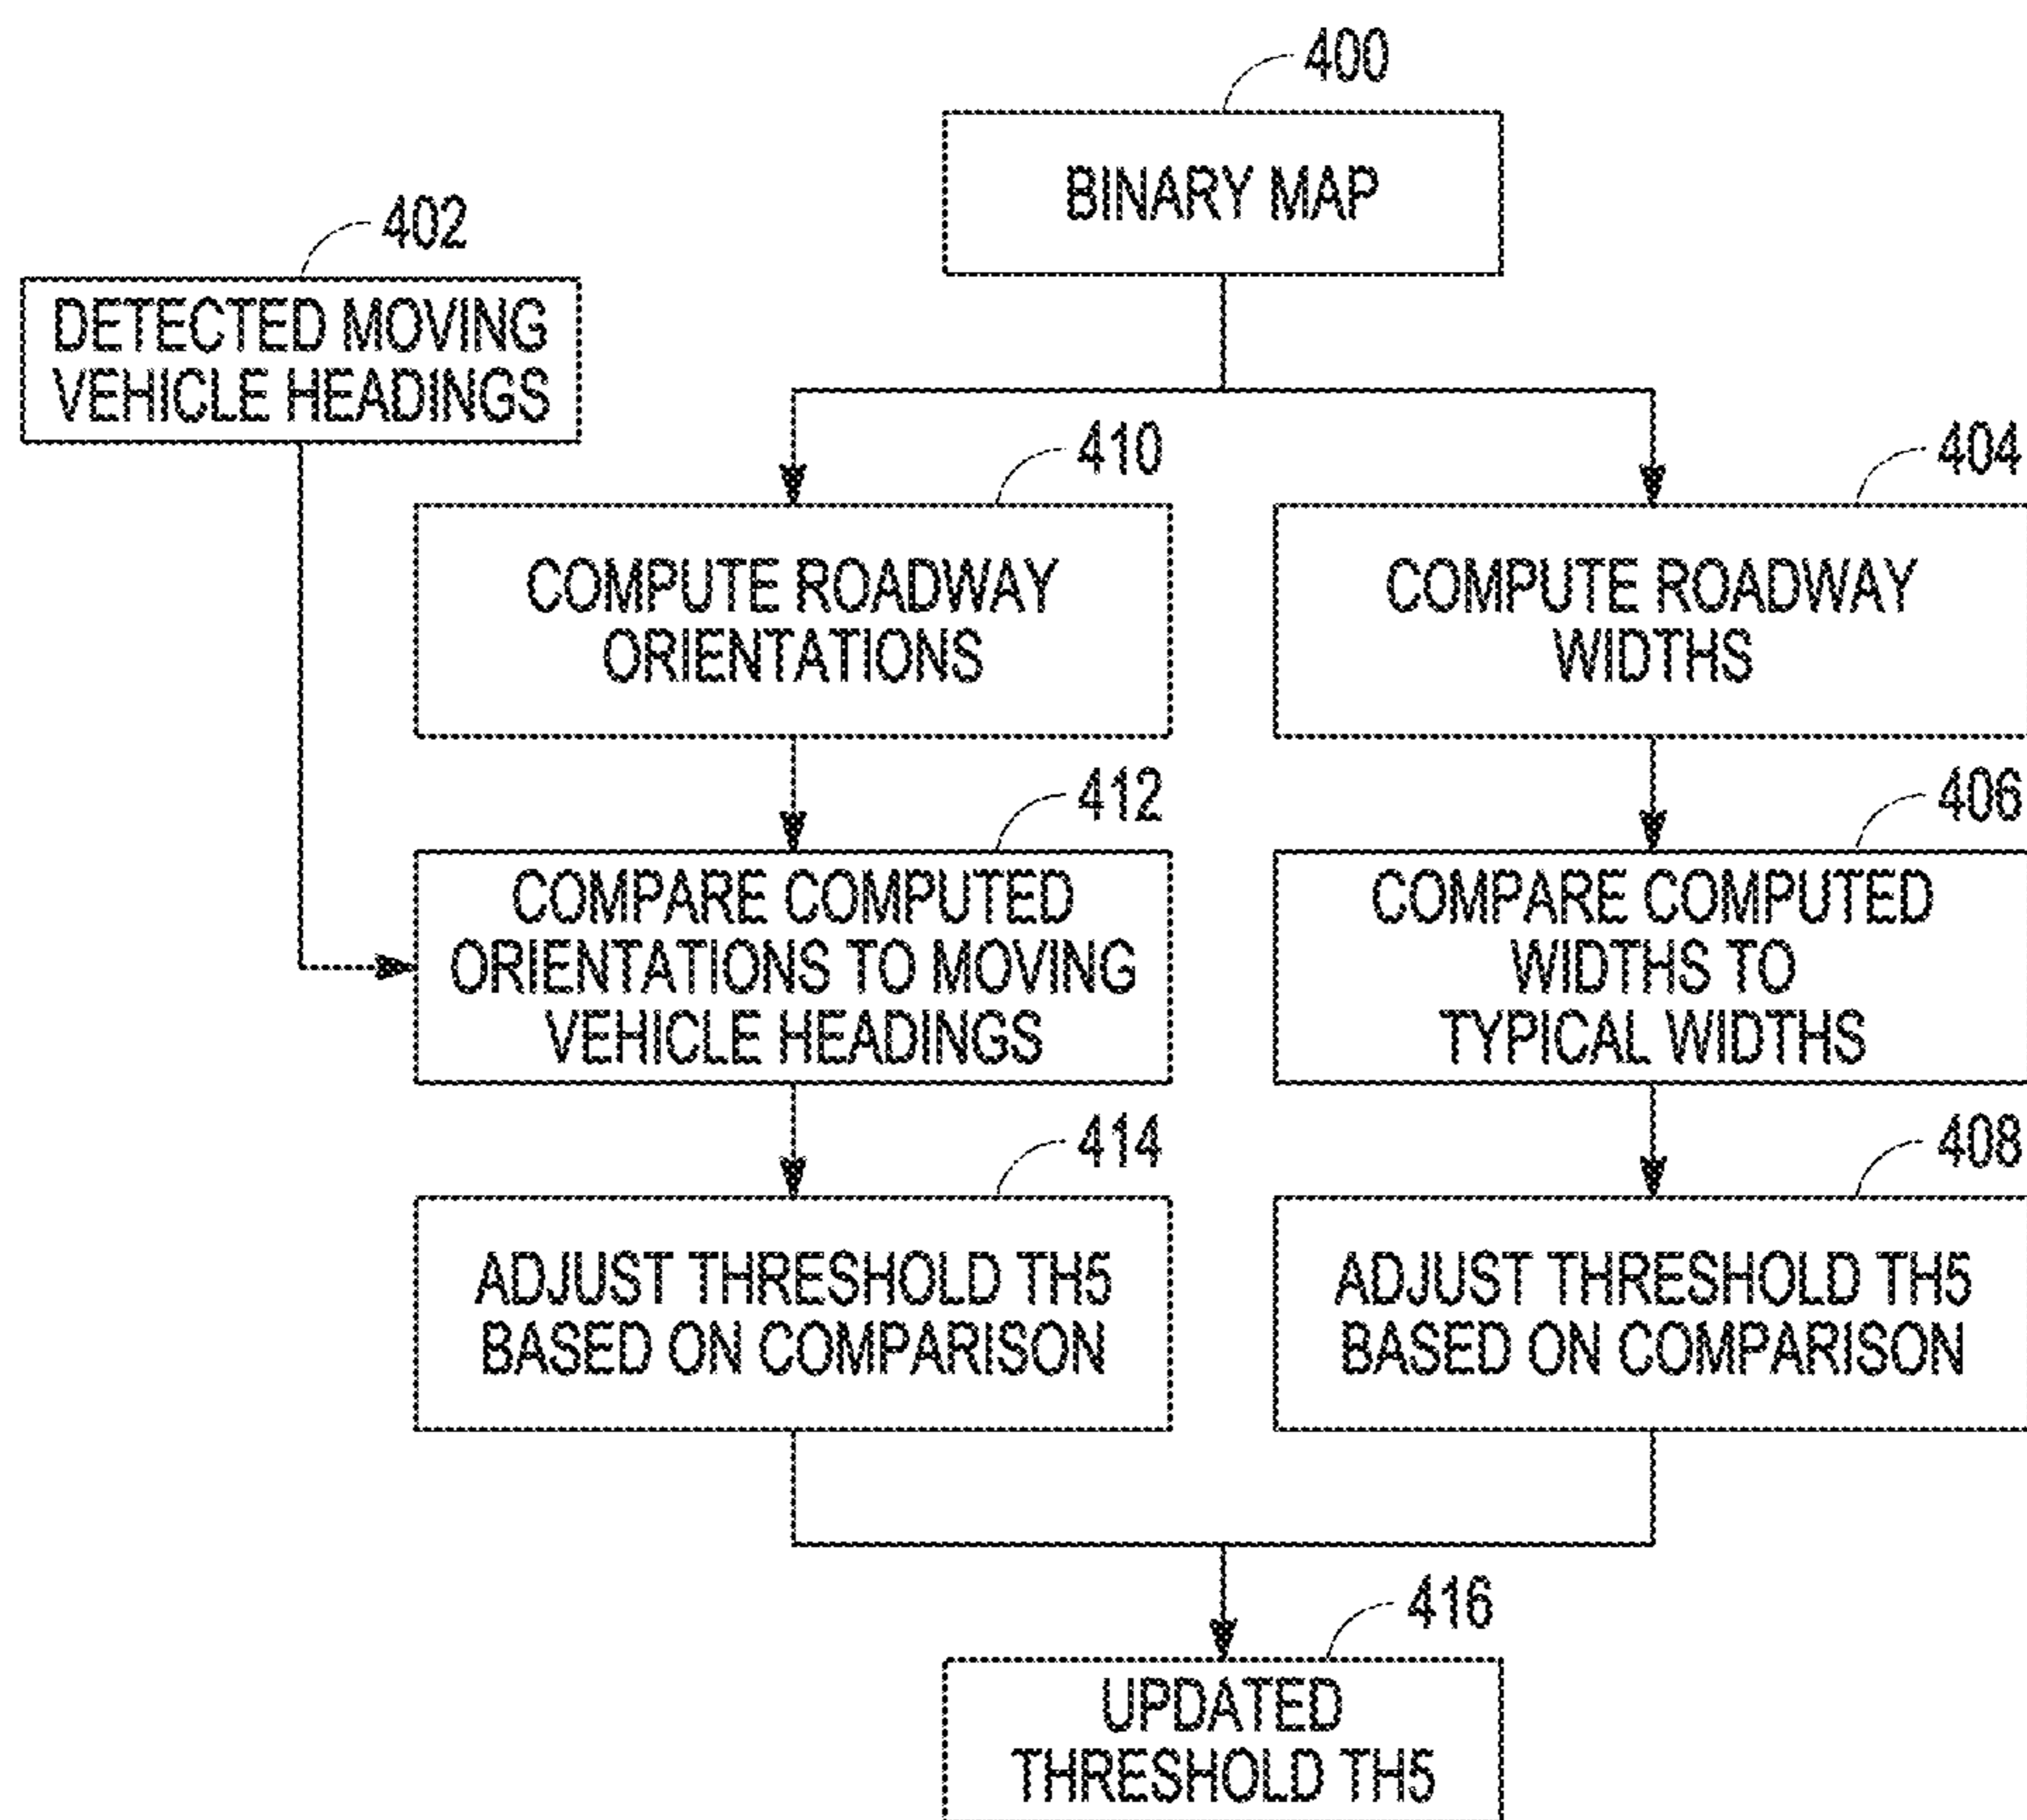 400
BINARY MAP
402
DETECTED MOVING
VEHICLE HEADINGS
410
COMPUTE ROADWAY
ORIENTATIONS
404
COMPUTE ROADWAY
WIDTHS
412
COMPARE COMPUTED
ORIENTATIONS TO MOVING
VEHICLE HEADINGS
406
COMPARE COMPUTED
WIDTHS TO
TYPICAL WIDTHS
414
ADJUST THRESHOLD TH5
BASED ON COMPARISON
408
ADJUST THRESHOLD TH5
BASED ON COMPARISON
416
UPDATED
THRESHOLD TH5